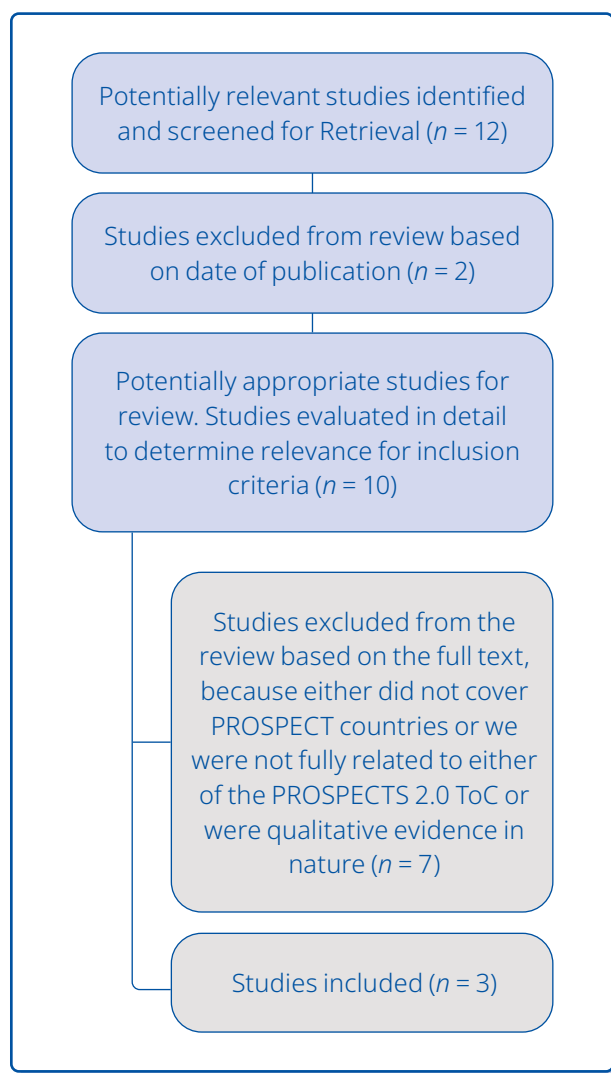 Potentially relevant studies identified
and screened for Retrieval (n = 12)
Studies excluded from review based
on date of publication (n = 2)
Potentially appropriate studies for
review. Studies evaluated in detail
to determine relevance for inclusion
criteria (n = 10)
Studies excluded from the
review based on the full text,
because either did not cover
PROSPECT countries or we
were not fully related to either
of the PROSPECTS 2.0 ToC or
were qualitative evidence in
nature (n = 7)
Studies included (n = 3)